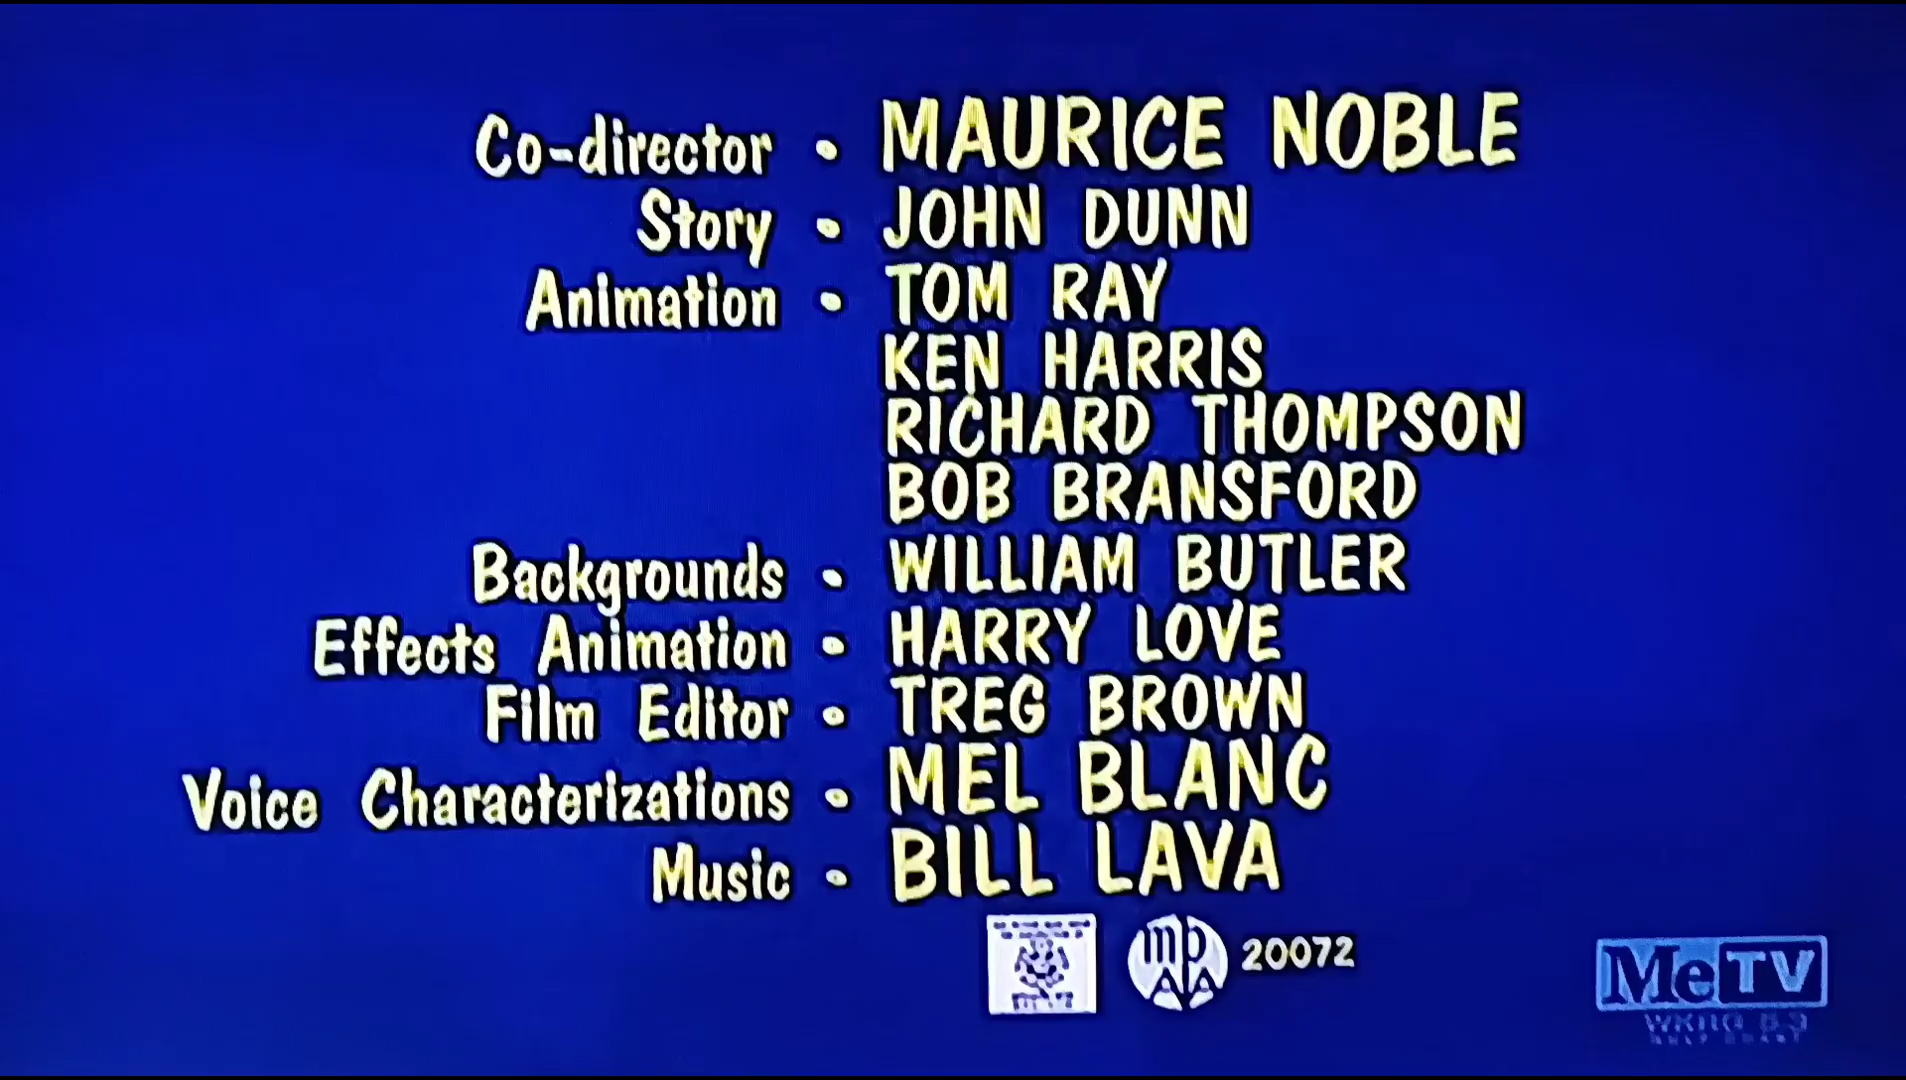 Co-director • MAURICE NOBLE
Story • JOHN DUNN
Animation • TOM RAY
KEN HARRIS
RICHARD THOMPSON
BOB BRANSFORD
Backgrounds • WILLIAM BUTLER
Effects Animation • HARRY LOVE
Film Editor • TREG BROWN
Voice Characterizations • MEL BLANC
Music • BILL LAVA
mpAA 20072
MeTV